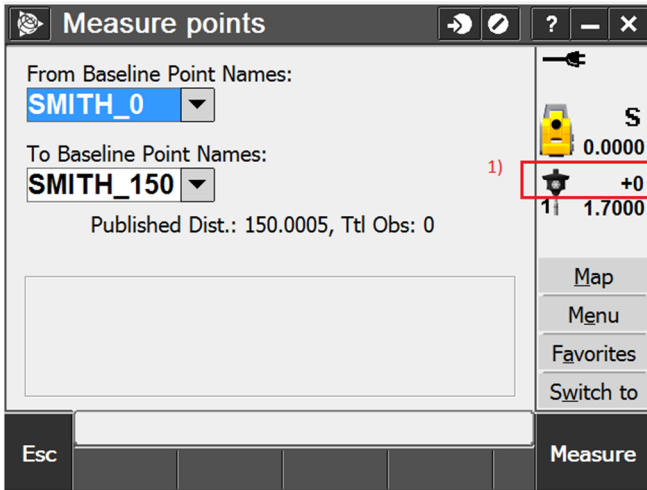 Measure points
?
From Baseline Point Names:
SMITH_0
S
0.0000
To Baseline Point Names:
1)
SMITH_150
+0
1 1.7000
Published Dist.: 150.0005, Ttl Obs: 0
Map
Menu
Favorites
Switch to
Esc
Measure